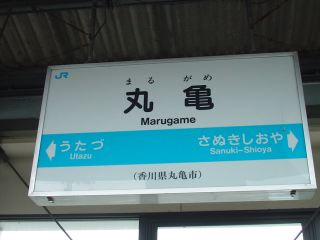 JR
まるがめ
丸亀
Marugame
うたづ さぬきしおや
Utazu Sanuki-Shioya
(香川県丸亀市)